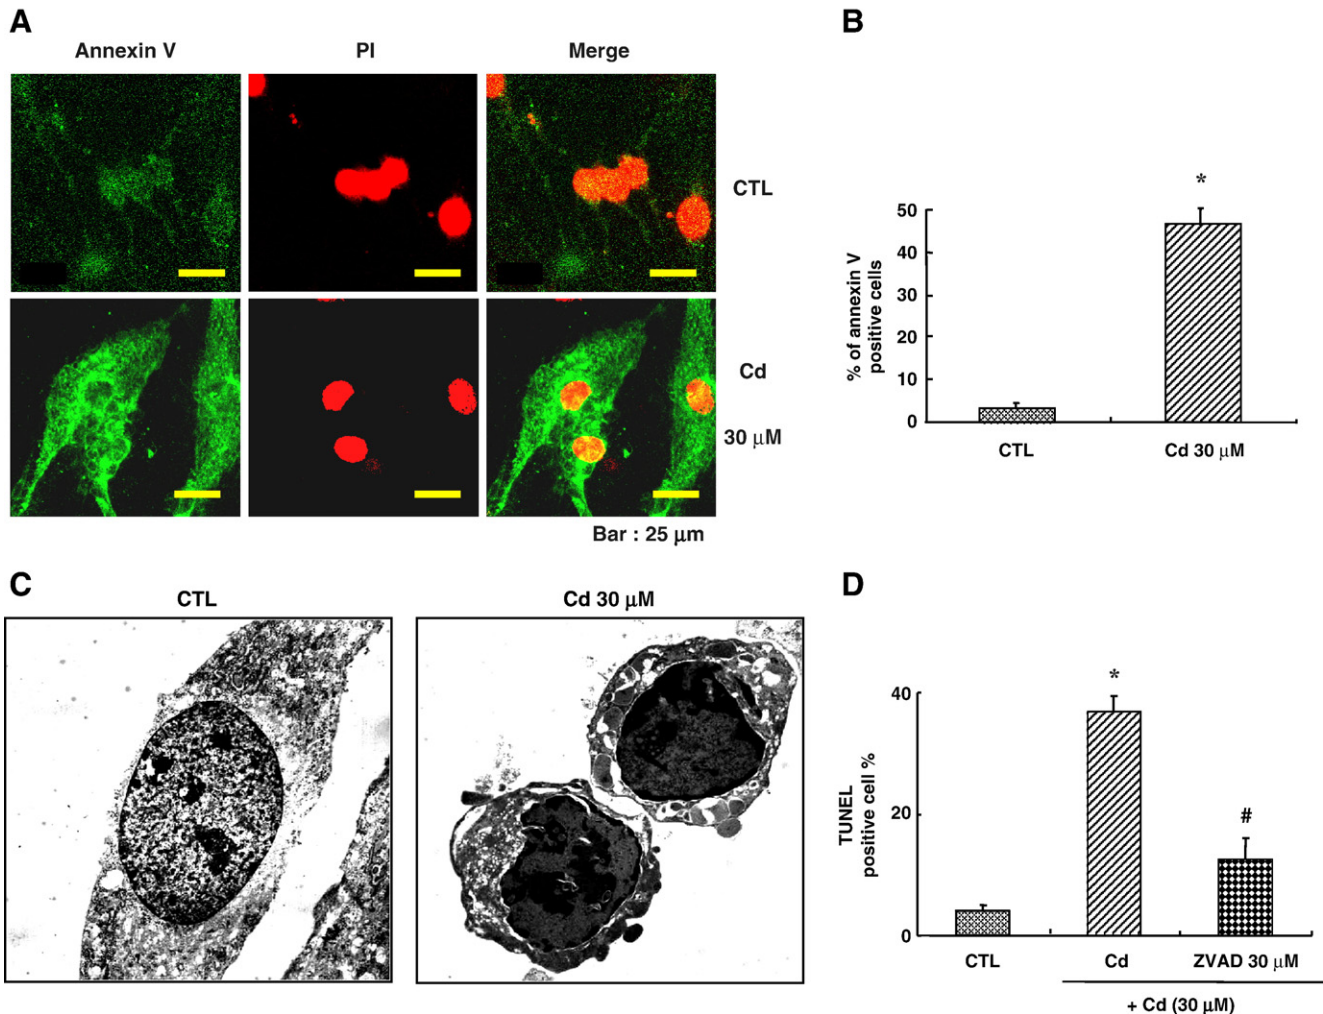 A
Annexin V PI Merge
CTL
Cd
30 μM
Bar : 25 μm
B
% of annexin V
positive cells
50
40
30
20
10
0
*
CTL Cd 30 μM
C
CTL Cd 30 μM
D
TUNEL
positive cell %
40
20
0
*
#
CTL Cd ZVAD 30 μM
+ Cd (30 μM)